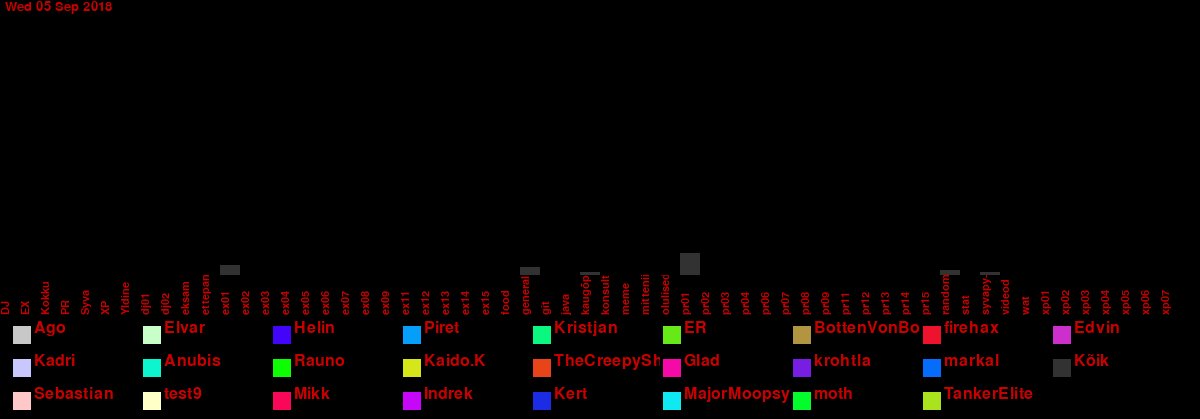 Wed 05 Sep 2018
DJ EX Kokku PR Syva XP Yldine dj01 dj02 eksam ettepan ex01 ex02 ex03 ex04 ex05 ex06 ex07 ex08 ex09 ex11 ex12 ex13 ex14 ex15 food general git java kaugõp konsult meme mittenii olulised pr01 pr02 pr03 pr04 pr06 pr07 pr08 pr09 pr11 pr12 pr13 pr14 pr15 random stat syvapy- videod wat xp01 xp02 xp03 xp04 xp05 xp06 xp07
Ago Elvar Helin Piret Kristjan ER BottenVonBo firehax Edvin
Kadri Anubis Rauno Kaido.K TheCreepySh Glad krohtla markal Kõik
Sebastian test9 Mikk Indrek Kert MajorMoopsy moth TankerElite